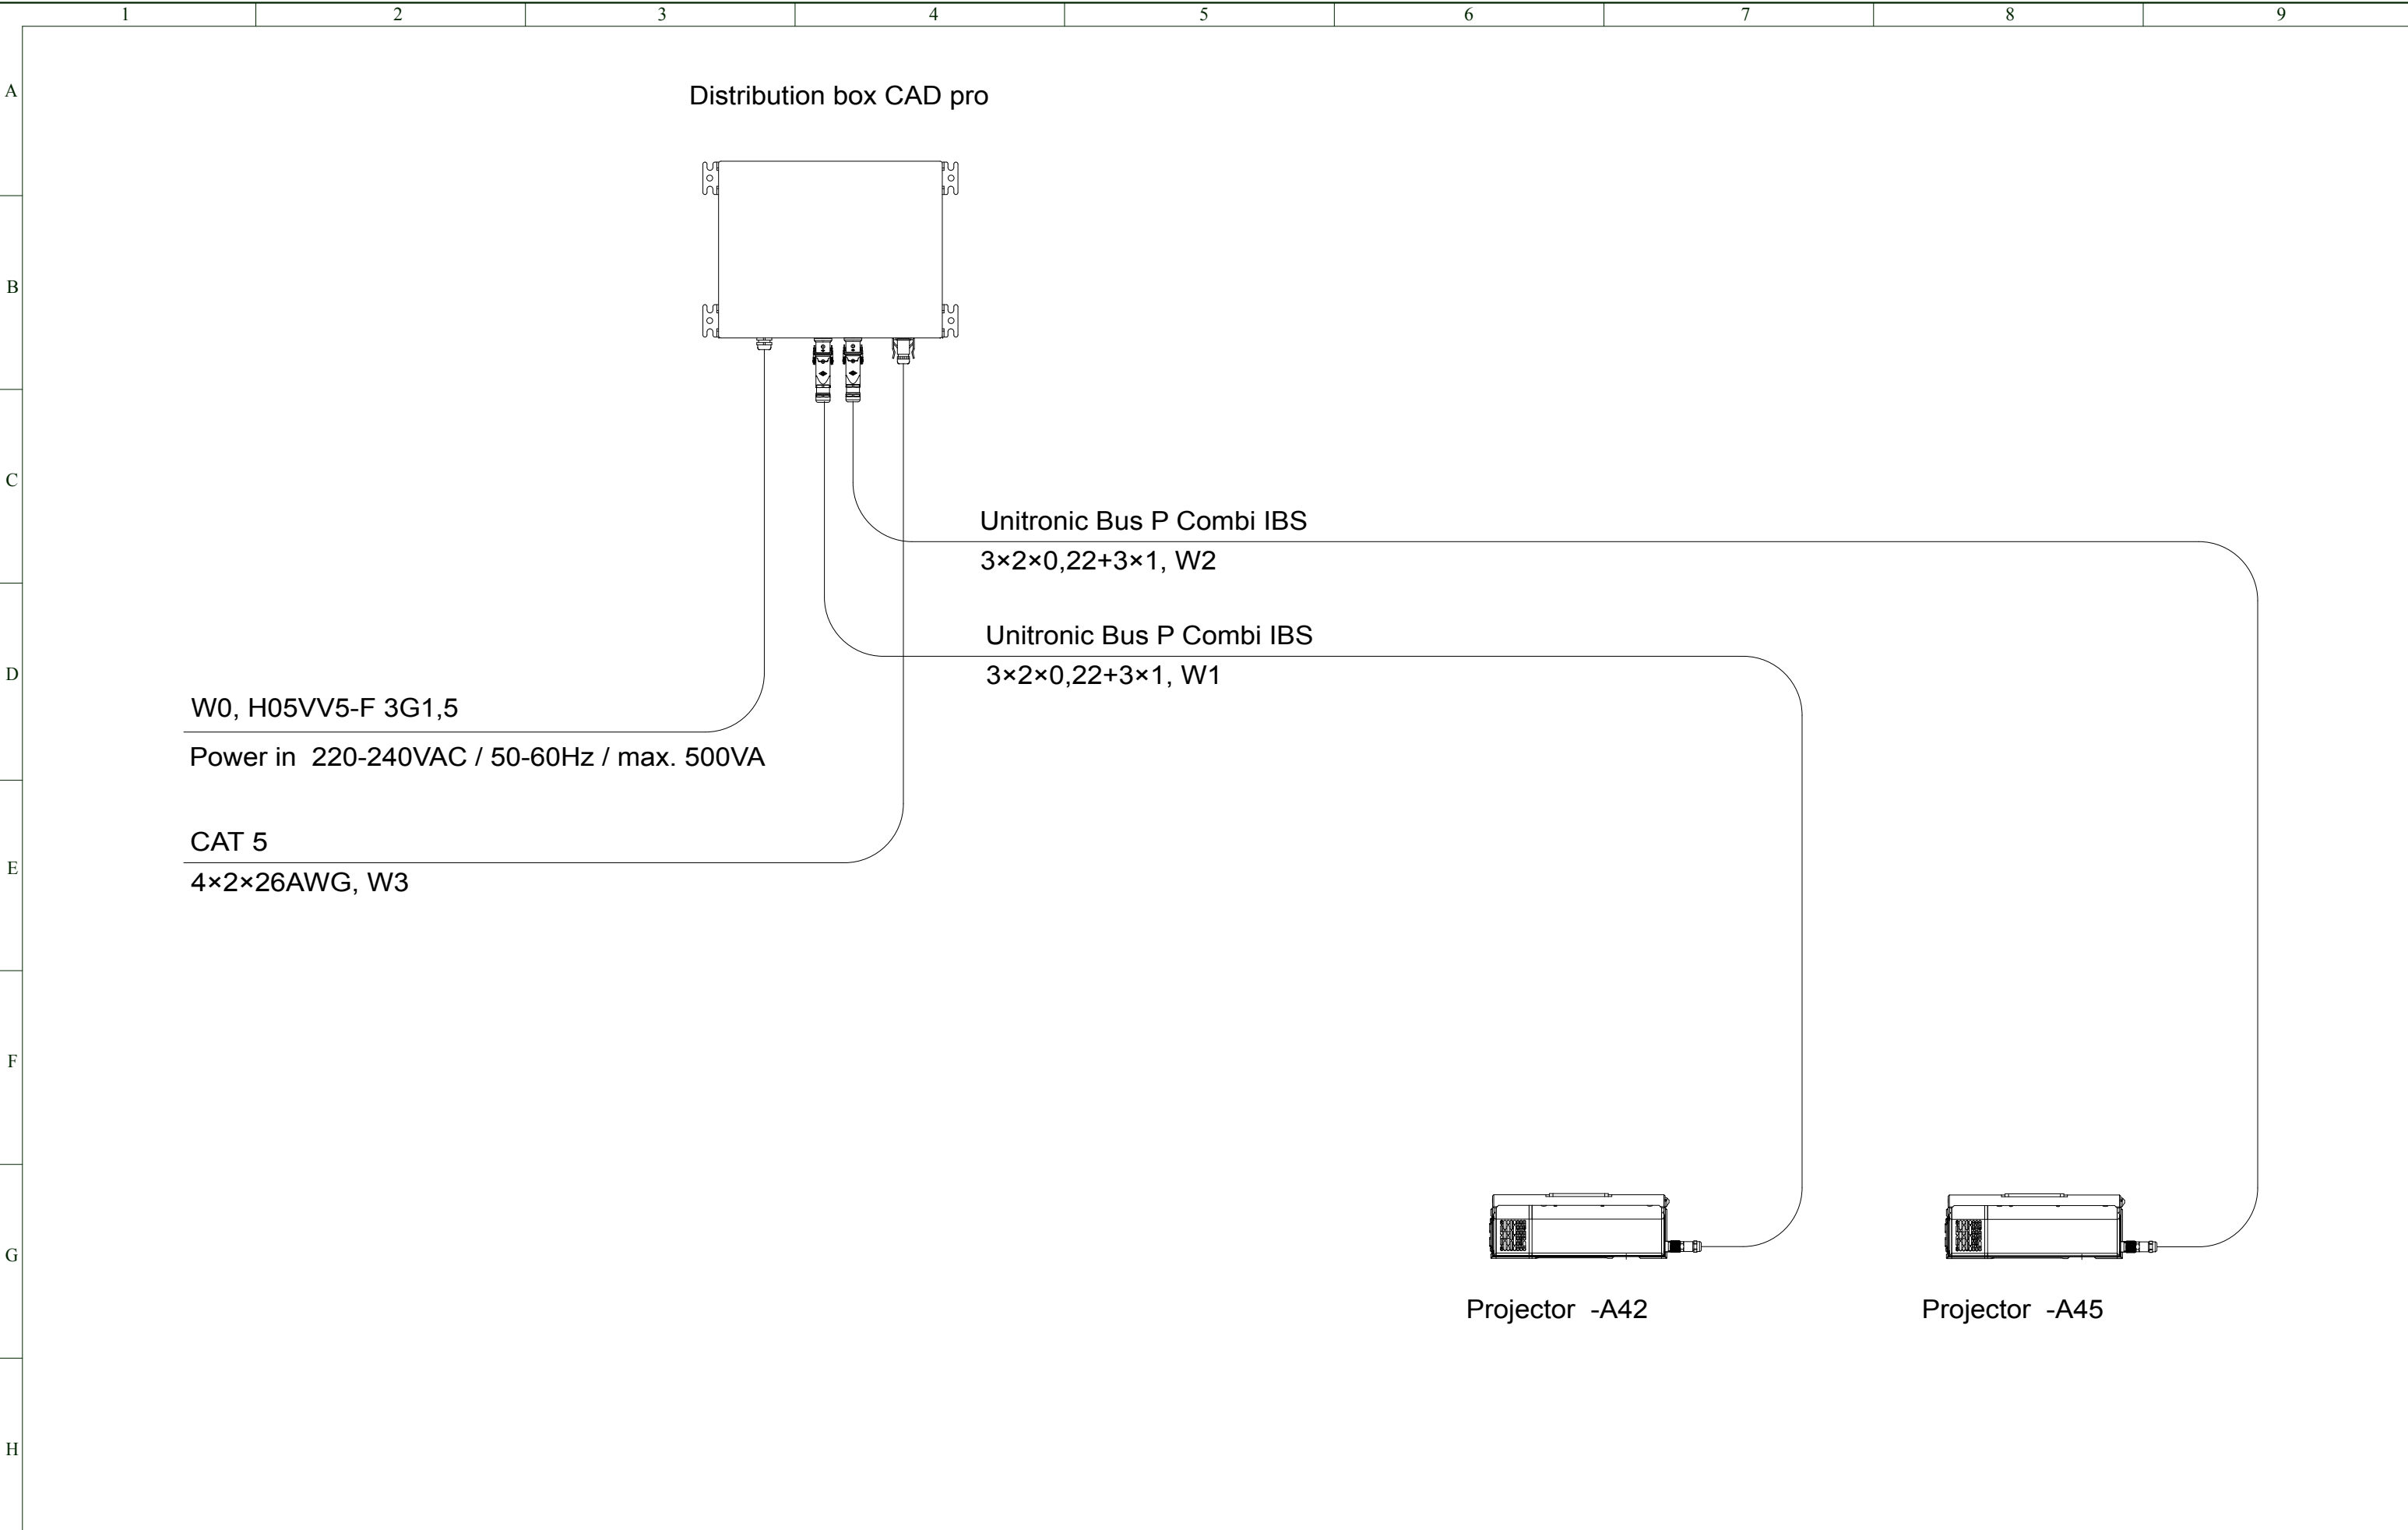 1 2 3 4 5 6 7 8 9
A
Distribution box CAD pro
B
C
Unitronic Bus P Combi IBS
3×2×0,22+3×1, W2
Unitronic Bus P Combi IBS
3×2×0,22+3×1, W1
D
W0, H05VV5-F 3G1,5
Power in 220-240VAC / 50-60Hz / max. 500VA
CAT 5
E
4×2×26AWG, W3
F
G
Projector -A42
Projector -A45
H